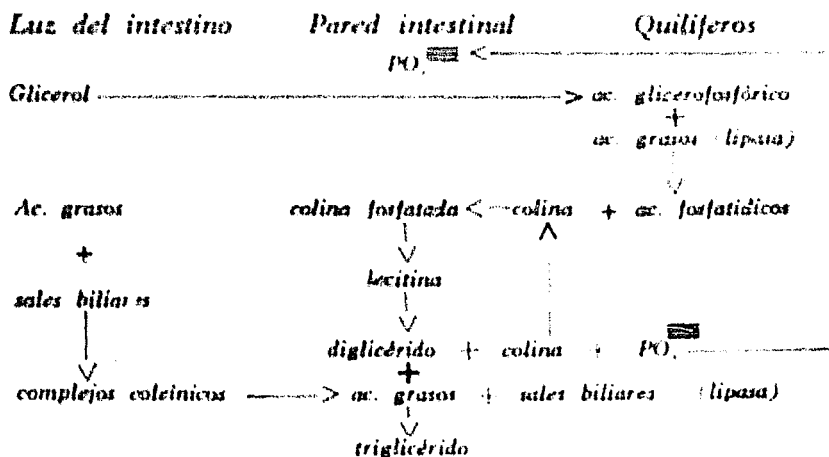 Luz del intestino Pared intestinal Quilíferos
PO
Glicerol ac. glicerofosfórico
+
ac. grasos (lipasa)
Ac. grasos colina fosfatada colina + ac. fosfatídicos
+
lecitina
sales biliares
diglicérido + colina + PO
+
complejos coleínicos ac. grasos + sales biliares (lipasa)
triglicérido